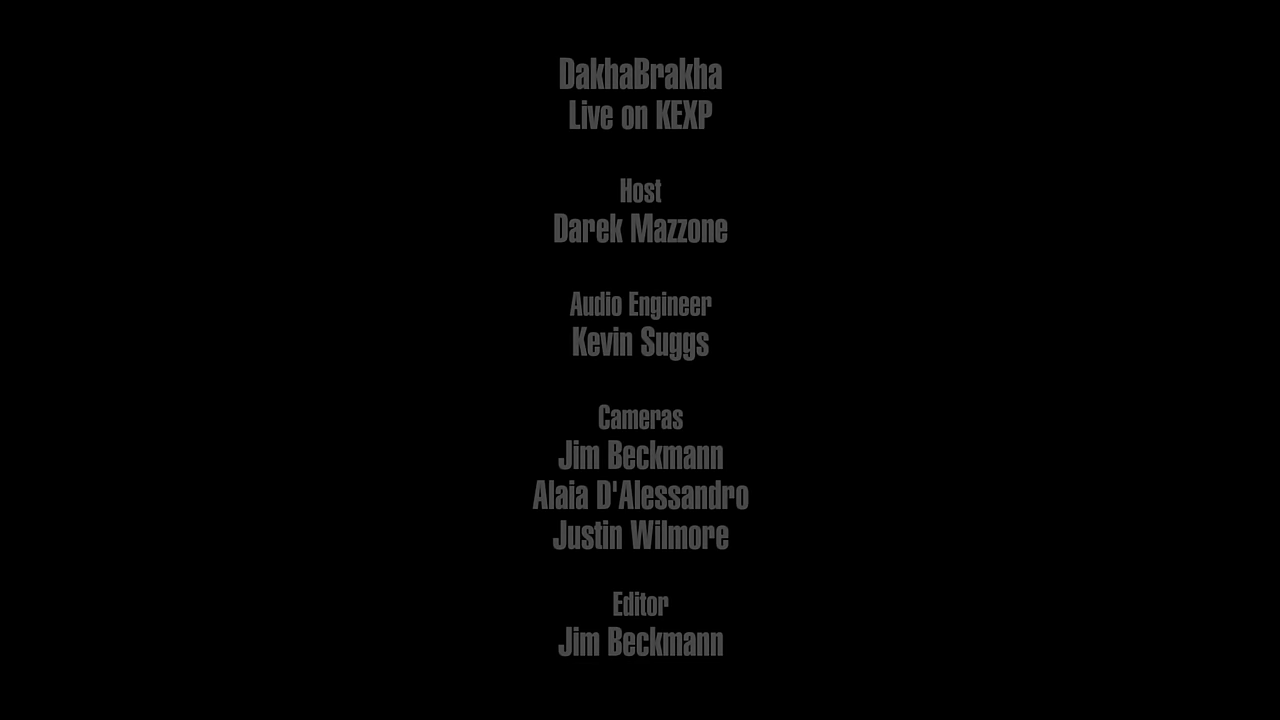 DakhaBrakha
Live on KEXP
Host
Darek Mazzone
Audio Engineer
Kevin Suggs
Cameras
Jim Beckmann
Alaia D'Alessandro
Justin Wilmore
Editor
Jim Beckmann